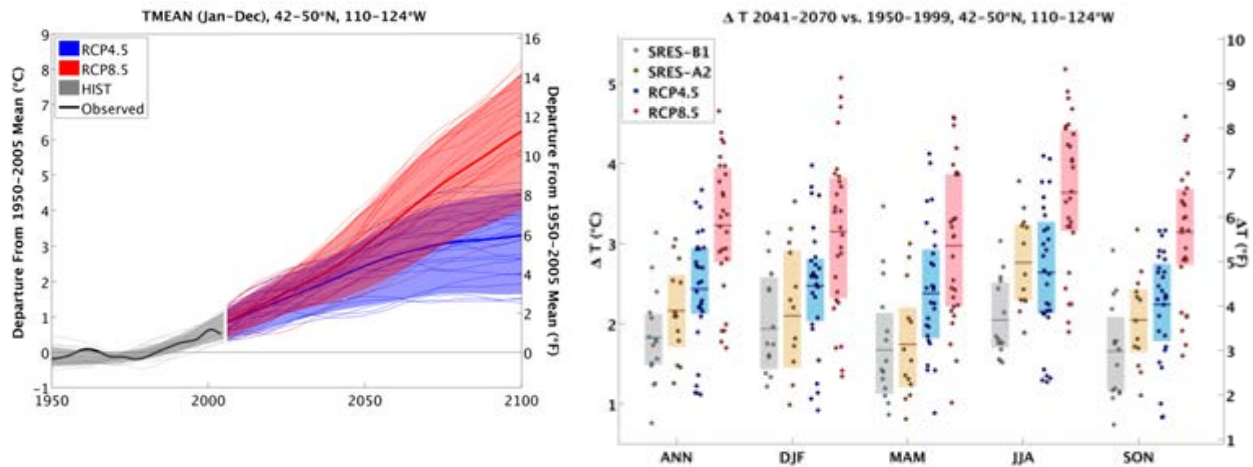 TMEAN (Jan-Dec), 42-50°N, 110-124°W
Departure From 1950-2005 Mean (°C)
9
8
7
6
5
4
3
2
1
0
-1
RCP4.5
RCP8.5
HIST
Observed
16
14
12
10
8
6
4
2
0
Departure From 1950-2005 Mean (°F)
1950
2000
2050
2100
Δ T 2041-2070 vs. 1950-1999, 42-50°N, 110-124°W
Δ T (°C)
5
4
3
2
1
SRES-B1
SRES-A2
RCP4.5
RCP8.5
10
9
8
7
6
5
4
3
2
1
ΔT (°F)
ANN
DJF
MAM
JJA
SON